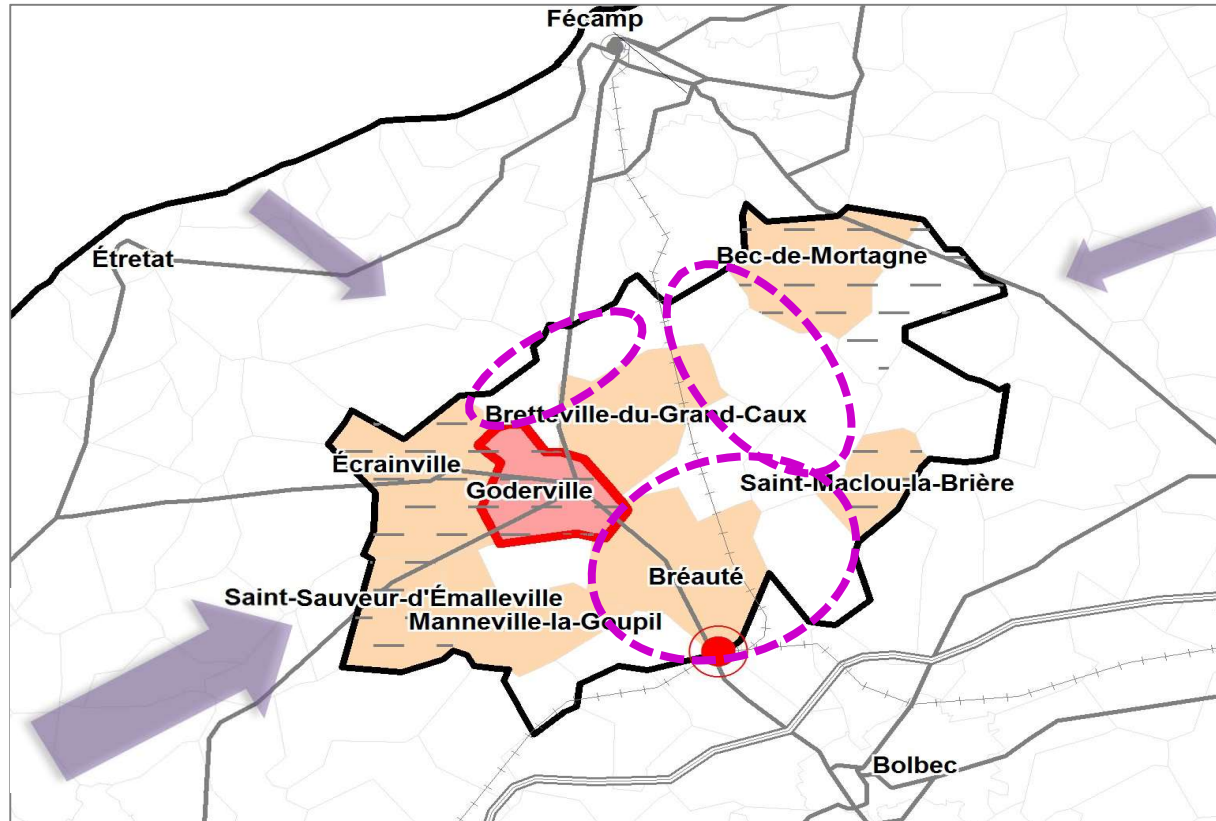 Fécamp
Étretat
Bec-de-Mortagne
Bretteville-du-Grand-Caux
Écrainville
Goderville
Saint-Maclou-la-Brière
Bréauté
Saint-Sauveur-d'Émalleville
Manneville-la-Goupil
Bolbec